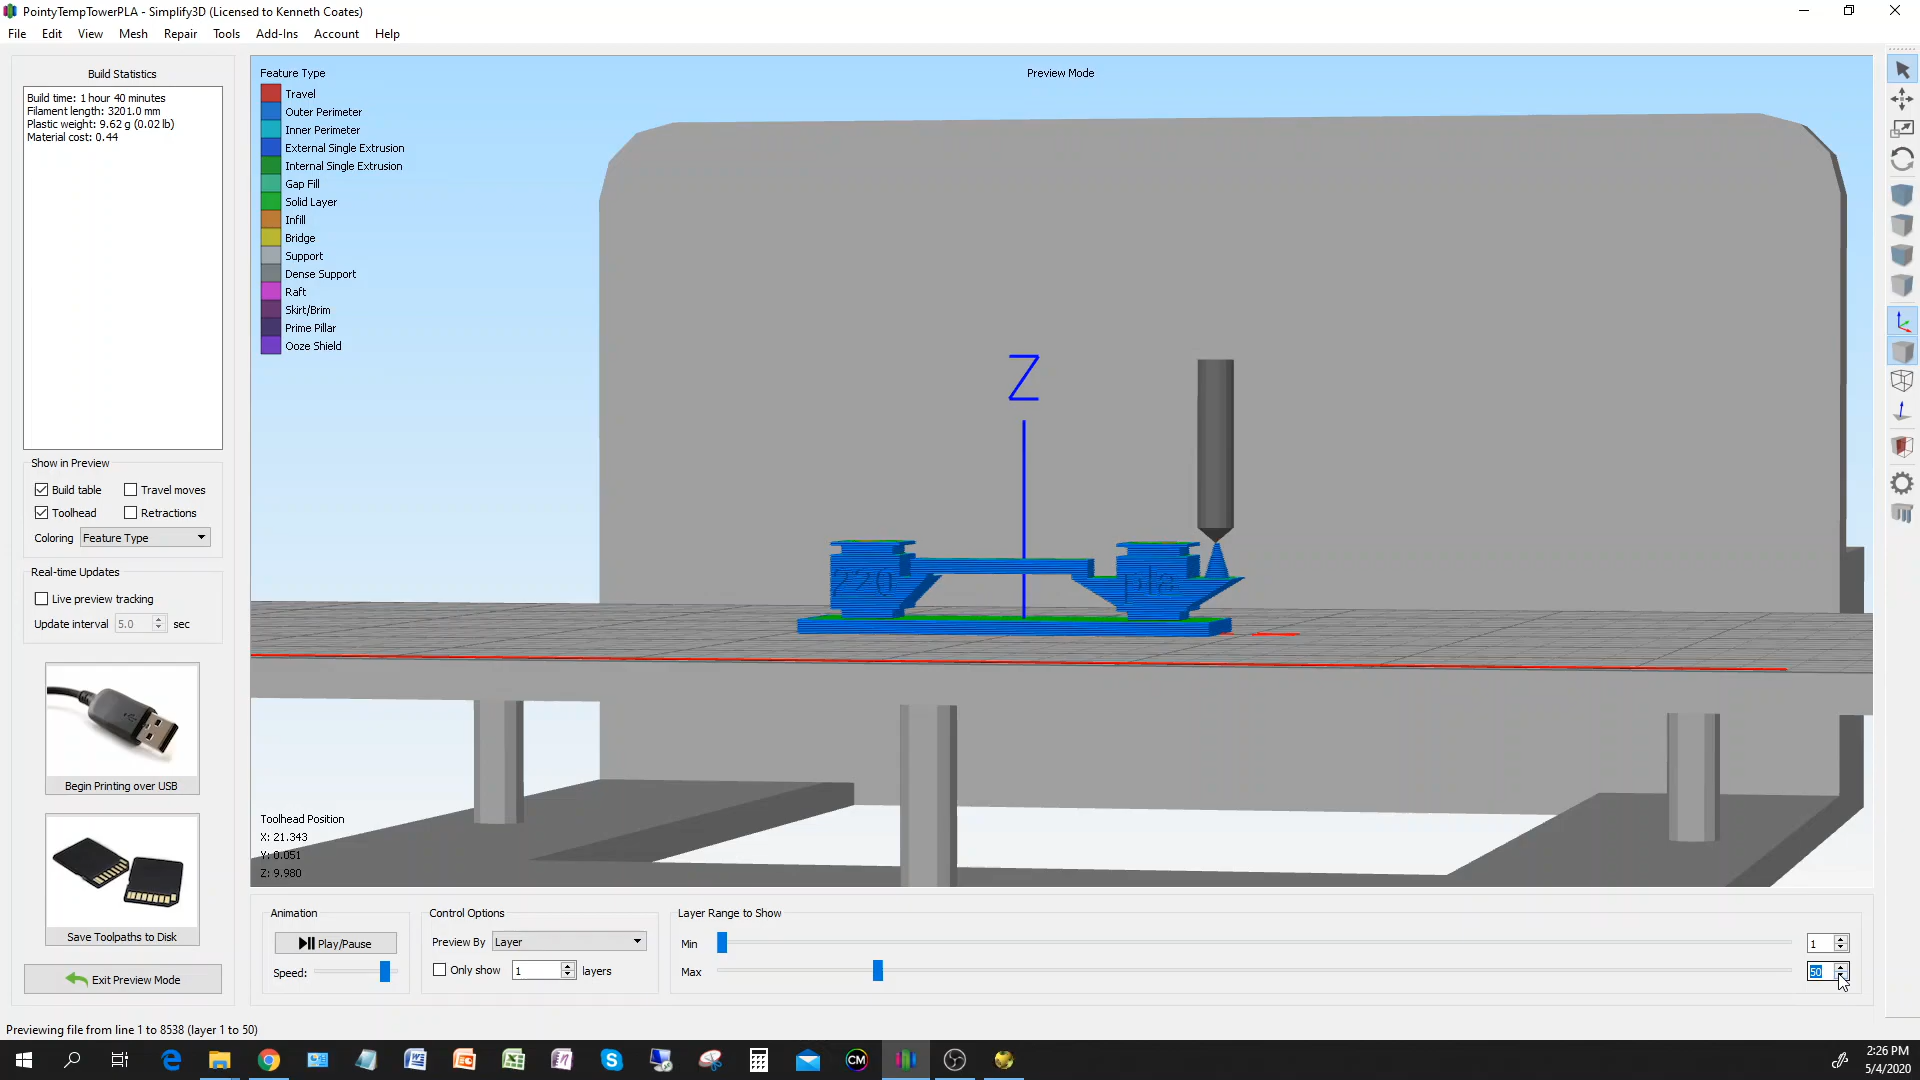 PointyTempTowerPLA - Simplify3D (Licensed to Kenneth Coates)
File Edit View Mesh Repair Tools Add-Ins Account Help
Build Statistics
Build time: 1 hour 40 minutes
Filament length: 3201.0 mm
Plastic weight: 9.62 g (0.02 lb)
Material cost: 0.44
Show in Preview
Build table Travel moves
Toolhead Retractions
Coloring Feature Type
Real-time Updates
Live preview tracking
Update interval 5.0 sec
Begin Printing over USB
Save Toolpaths to Disk
Exit Preview Mode
Feature Type
Travel
Outer Perimeter
Inner Perimeter
External Single Extrusion
Internal Single Extrusion
Gap Fill
Solid Layer
Infill
Bridge
Support
Dense Support
Raft
Skirt/Brim
Prime Pillar
Ooze Shield
Preview Mode
Z
220 pla
Toolhead Position
X: 21.343
Y: 0.051
Z: 9.980
Animation
Play/Pause
Speed:
Control Options
Preview By Layer
Only show 1 layers
Layer Range to Show
Min 1
Max 50
Previewing file from line 1 to 8538 (layer 1 to 50)
CM
2:26 PM
5/4/2020